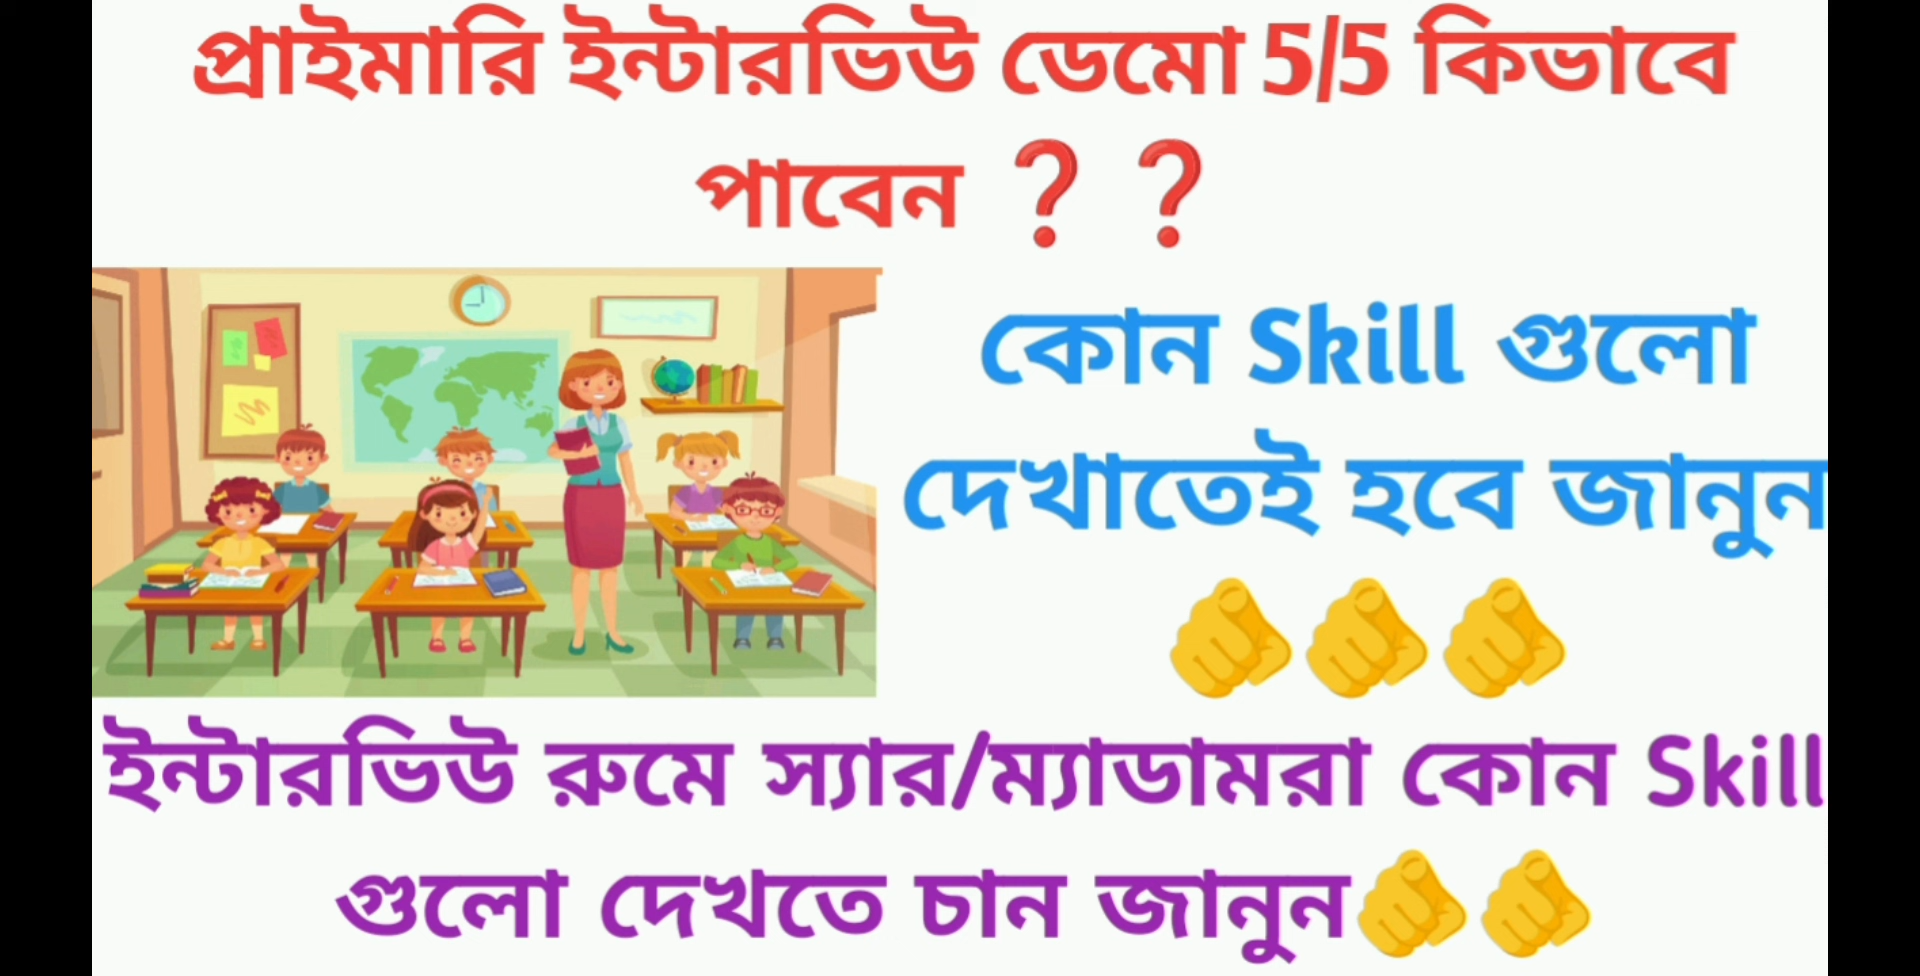 প্রাইমারি ইন্টারভিউ ডেমো 5/5 কিভাবে
পাবেন ❓❓
কোন Skill গুলো
দেখাতেই হবে জানুন
🫵🫵🫵
ইন্টারভিউ রুমে স্যার/ম্যাডামরা কোন Skill
গুলো দেখতে চান জানুন🫵🫵